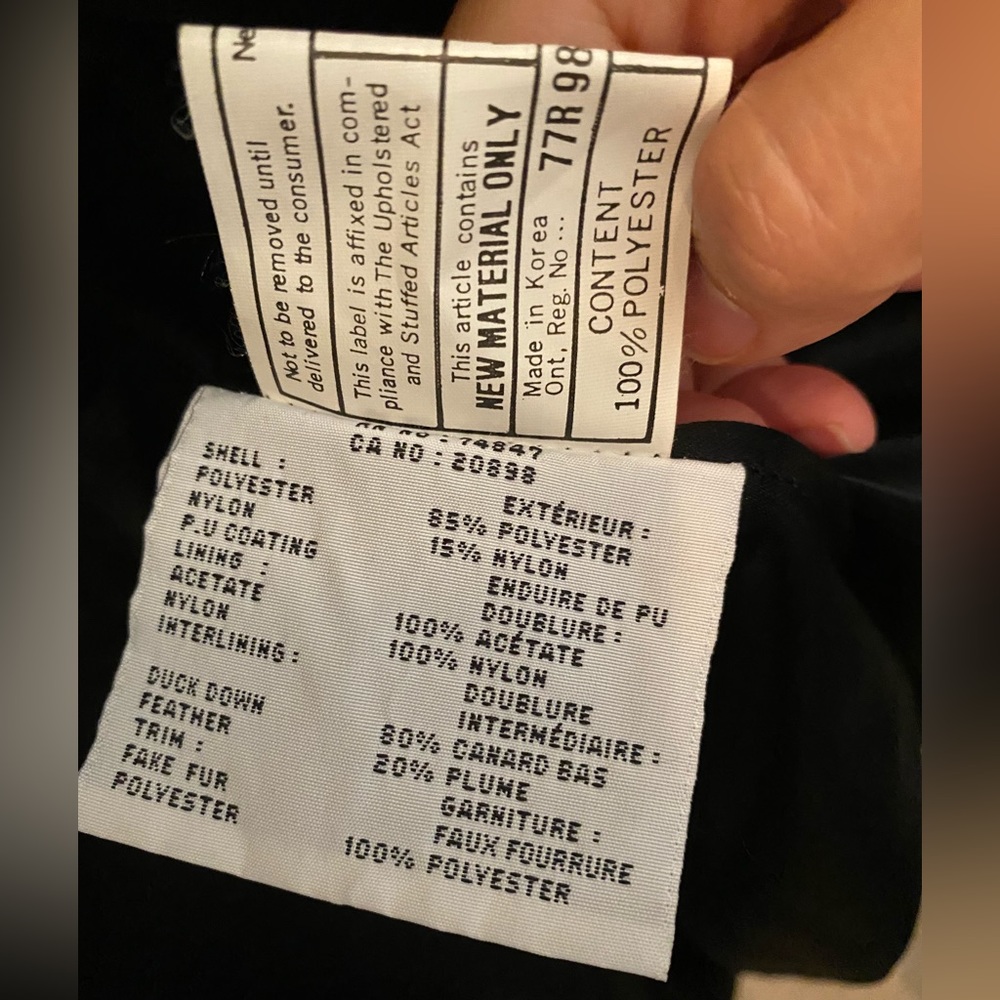 Ne
Not to be removed until
delivered to the consumer.
This label is affixed in com-
pliance with The Upholstered
and Stuffed Articles Act
This article contains
NEW MATERIAL ONLY
Made in Korea
Ont, Reg. No... 77R 98
CONTENT
100% POLYESTER
NO : 74847
CA NO : 20898
SHELL : EXTÉRIEUR :
POLYESTER 85% POLYESTER
NYLON 15% NYLON
P.U COATING ENDUIRE DE PU
LINING : DOUBLURE :
ACETATE 100% ACÉTATE
NYLON 100% NYLON
INTERLINING : DOUBLURE
INTERMÉDIAIRE :
DUCK DOWN 80% CANARD BAS
FEATHER 20% PLUME
TRIM : GARNITURE :
FAKE FUR FAUX FOURRURE
POLYESTER 100% POLYESTER